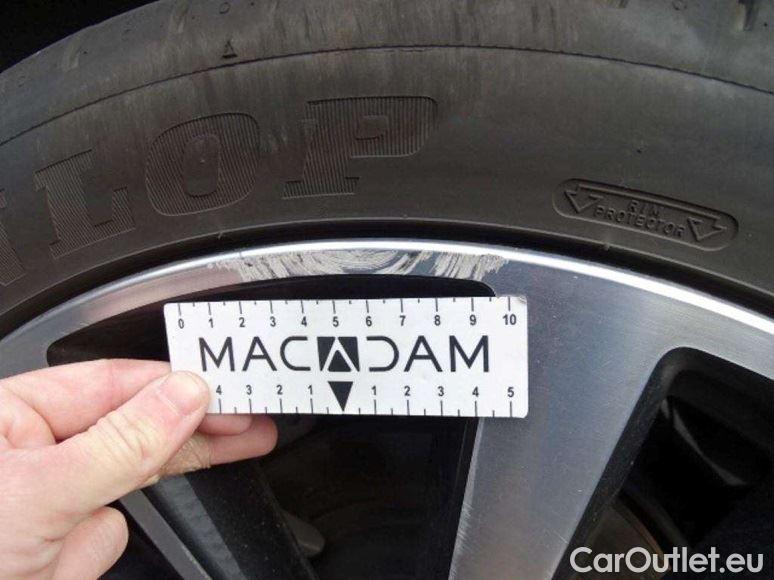 LOP
RIM
PROTECTOR
0 1 2 3 4 5 6 7 8 9 10
MACADAM
4 3 2 1 1 2 3 4 5
CarOutlet.eu